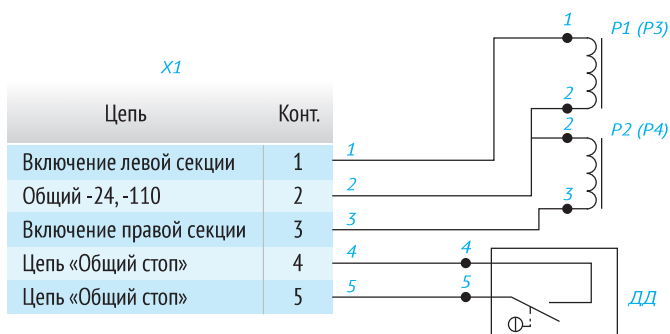 X1
Цепь Конт.
Включение левой секции 1
Общий -24, -110 2
Включение правой секции 3
Цепь «Общий стоп» 4
Цепь «Общий стоп» 5
1
2
3
4
5
1
P1 (P3)
2
2
P2 (P4)
3
4
5
ДД